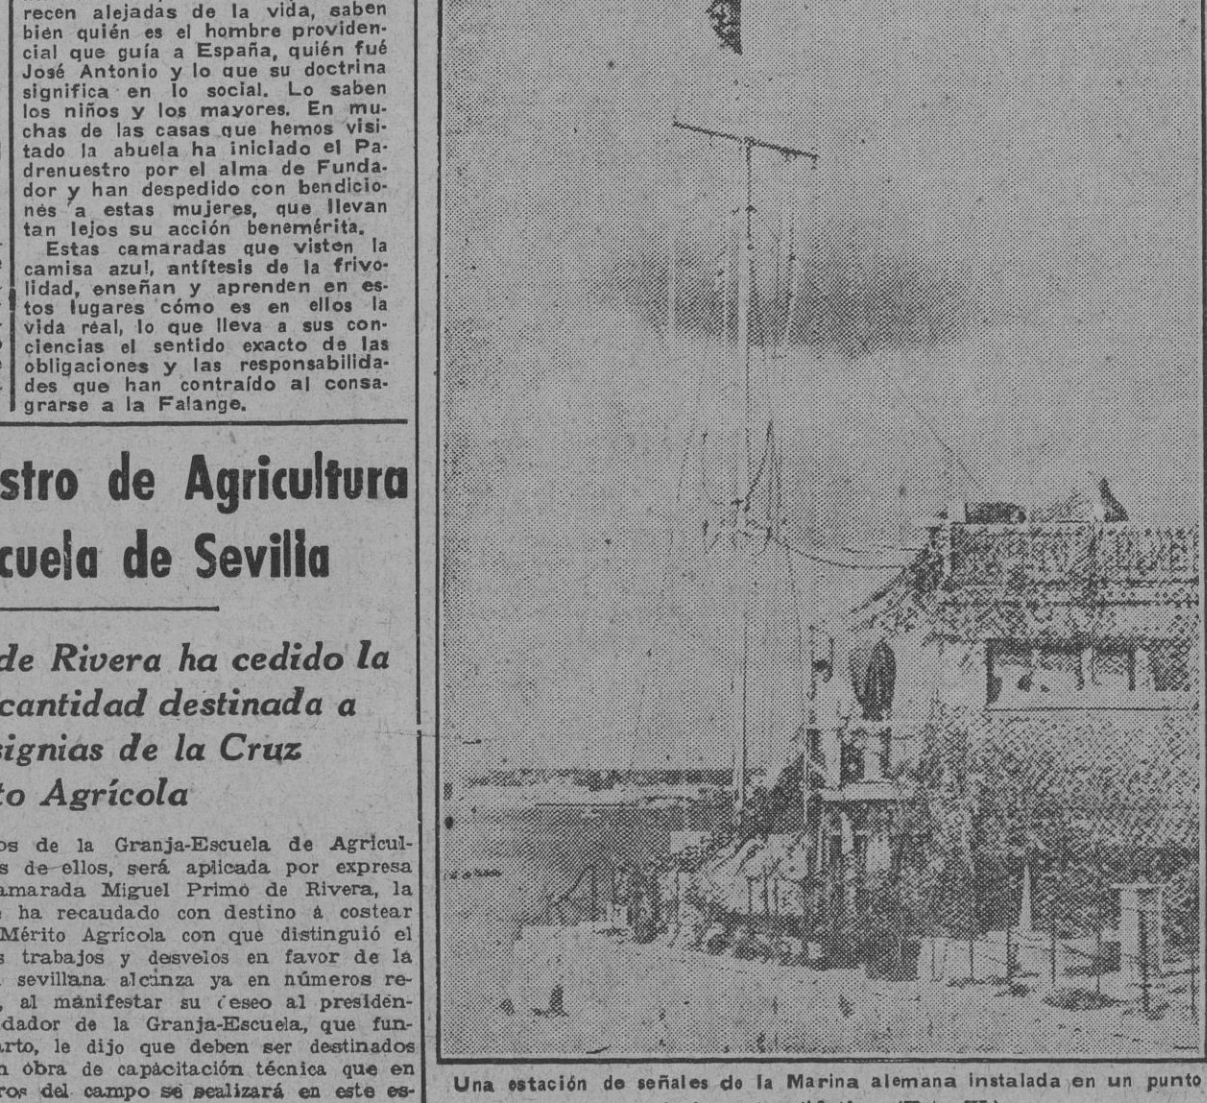 recen alejadas de la vida, saben
bién quién es el hombre providen-
cial que guía a España, quién fué
José Antonio y lo que su doctrina
significa en lo social. Lo saben
los niños y los mayores. En mu-
chas de las casas que hemos visi-
tado la abuela ha iniclado el Pa-
drenuestro por el alma de Funda-
dor y han despedido con bendicio-
nes a estas mujeres, que llevan
tan lejos su acción benemérita.
Estas camaradas que visten la
camisa azul, antítesis de la frivo-
lidad, enseñan y aprenden en es-
tos lugares cómo es en ellos la
vida real, lo que lleva a sus con-
ciencias el sentido exacto de las
obligaciones y las responsabilida-
des que han contraído al consa-
grarse a la Falange.
stro de Agricultura
cuela de Sevilla
de Rivera ha cedido la
cantidad destinada a
signias de la Cruz
to Agrícola
os de la Granja-Escuela de Agricul-
s de ellos, será aplicada por expresa
amarada Miguel Primo de Rivera, la
e ha recaudado con destino á costear
Mérito Agrícola con que distinguió el
s trabajos y desvelos en favor de la
sevillana alcinza ya en números re-
, al manifestar su deseo al presiden-
dador de la Granja-Escuela, que fun-
arto, le dijo que deben ser destinados
n obra de capacitación técnica que en
ros del campo se sealizará en este es-
Una estación de señales de la Marina alemana instalada en un punto